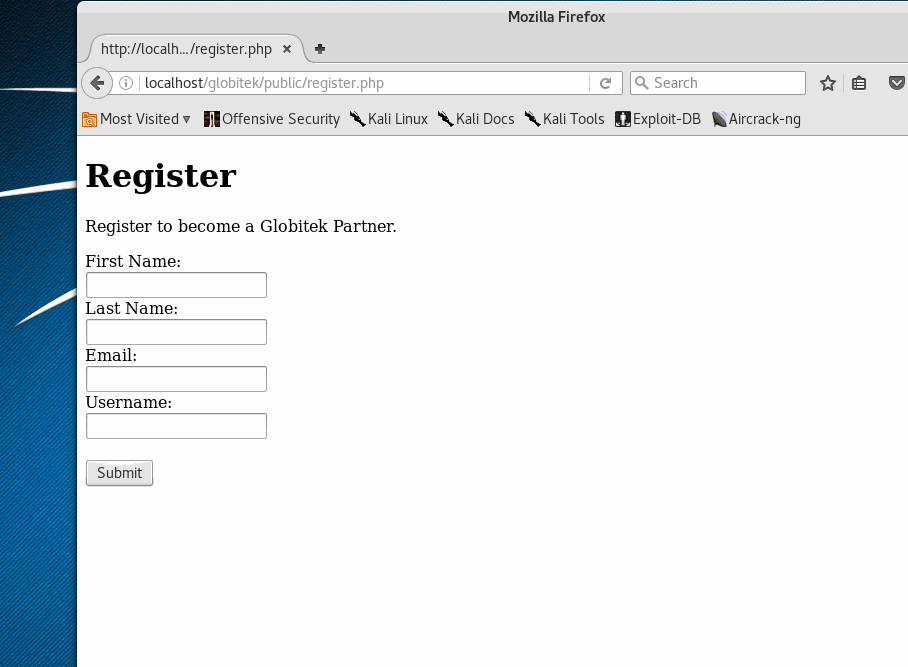 Mozilla Firefox
http://localh.../register.php
localhost/globitek/public/register.php
Search
Most Visited
Offensive Security
Kali Linux
Kali Docs
Kali Tools
Exploit-DB
Aircrack-ng
Register
Register to become a Globitek Partner.
First Name:
Last Name:
Email:
Username:
Submit